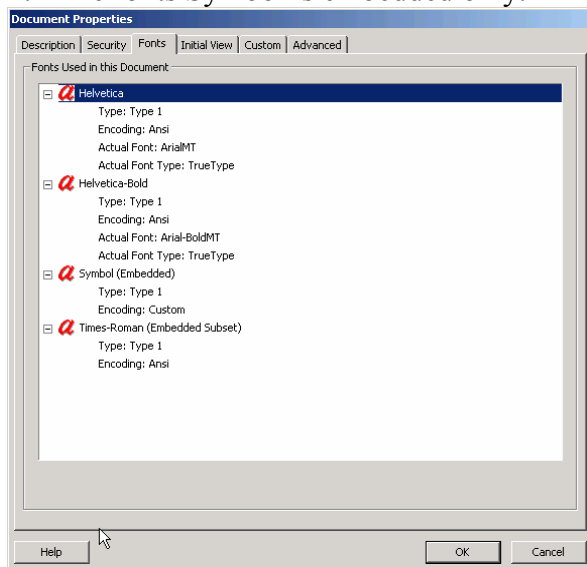 Document Properties
Description Security Fonts Initial View Custom Advanced
Fonts Used in this Document
Helvetica
Type: Type 1
Encoding: Ansi
Actual Font: ArialMT
Actual Font Type: TrueType
Helvetica-Bold
Type: Type 1
Encoding: Ansi
Actual Font: Arial-BoldMT
Actual Font Type: TrueType
Symbol (Embedded)
Type: Type 1
Encoding: Custom
Times-Roman (Embedded Subset)
Type: Type 1
Encoding: Ansi
Help OK Cancel